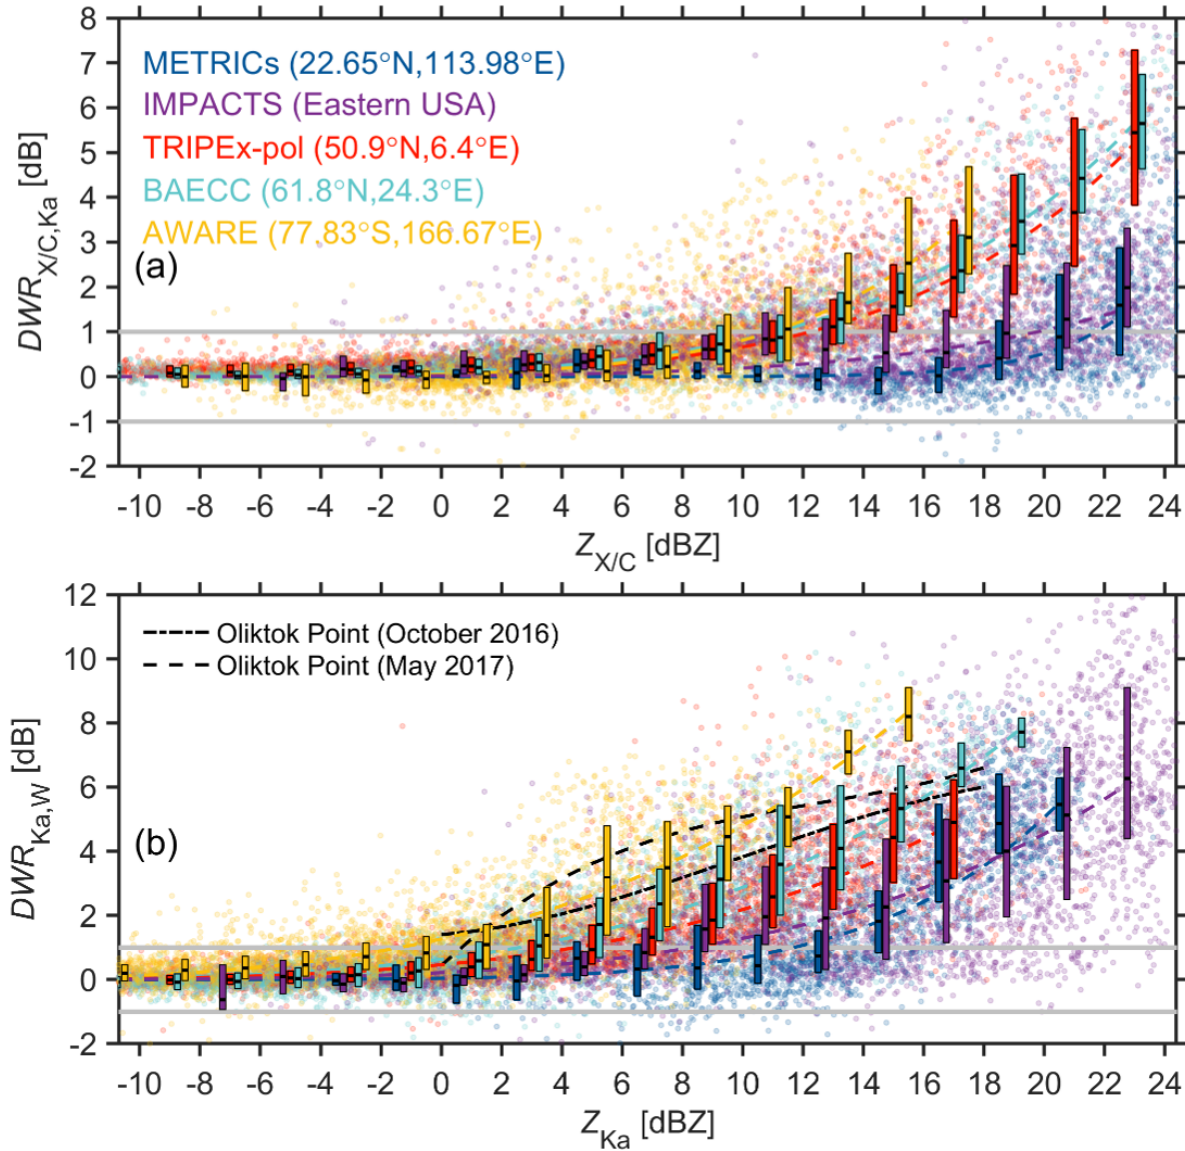 8
7
6
5
4
3
2
1
0
-1
-2
DWR X/C,Ka [dB]
METRICs (22.65°N,113.98°E)
IMPACTS (Eastern USA)
TRIPEx-pol (50.9°N,6.4°E)
BAECC (61.8°N,24.3°E)
AWARE (77.83°S,166.67°E)
(a)
-10 -8 -6 -4 -2 0 2 4 6 8 10 12 14 16 18 20 22 24
Z X/C [dBZ]
12
10
8
6
4
2
0
-2
DWR Ka,W [dB]
Oliktok Point (October 2016)
Oliktok Point (May 2017)
(b)
-10 -8 -6 -4 -2 0 2 4 6 8 10 12 14 16 18 20 22 24
Z Ka [dBZ]